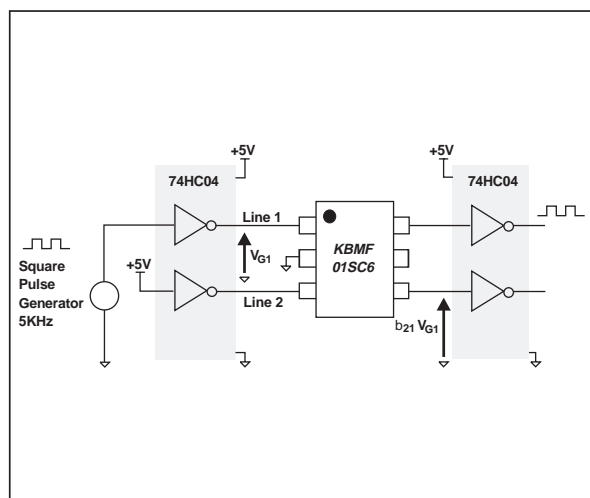 +5V
+5V
74HC04
74HC04
Line 1
KBMF
01SC6
+5V
VG1
Square
Pulse
Generator
5KHz
Line 2
b21 VG1